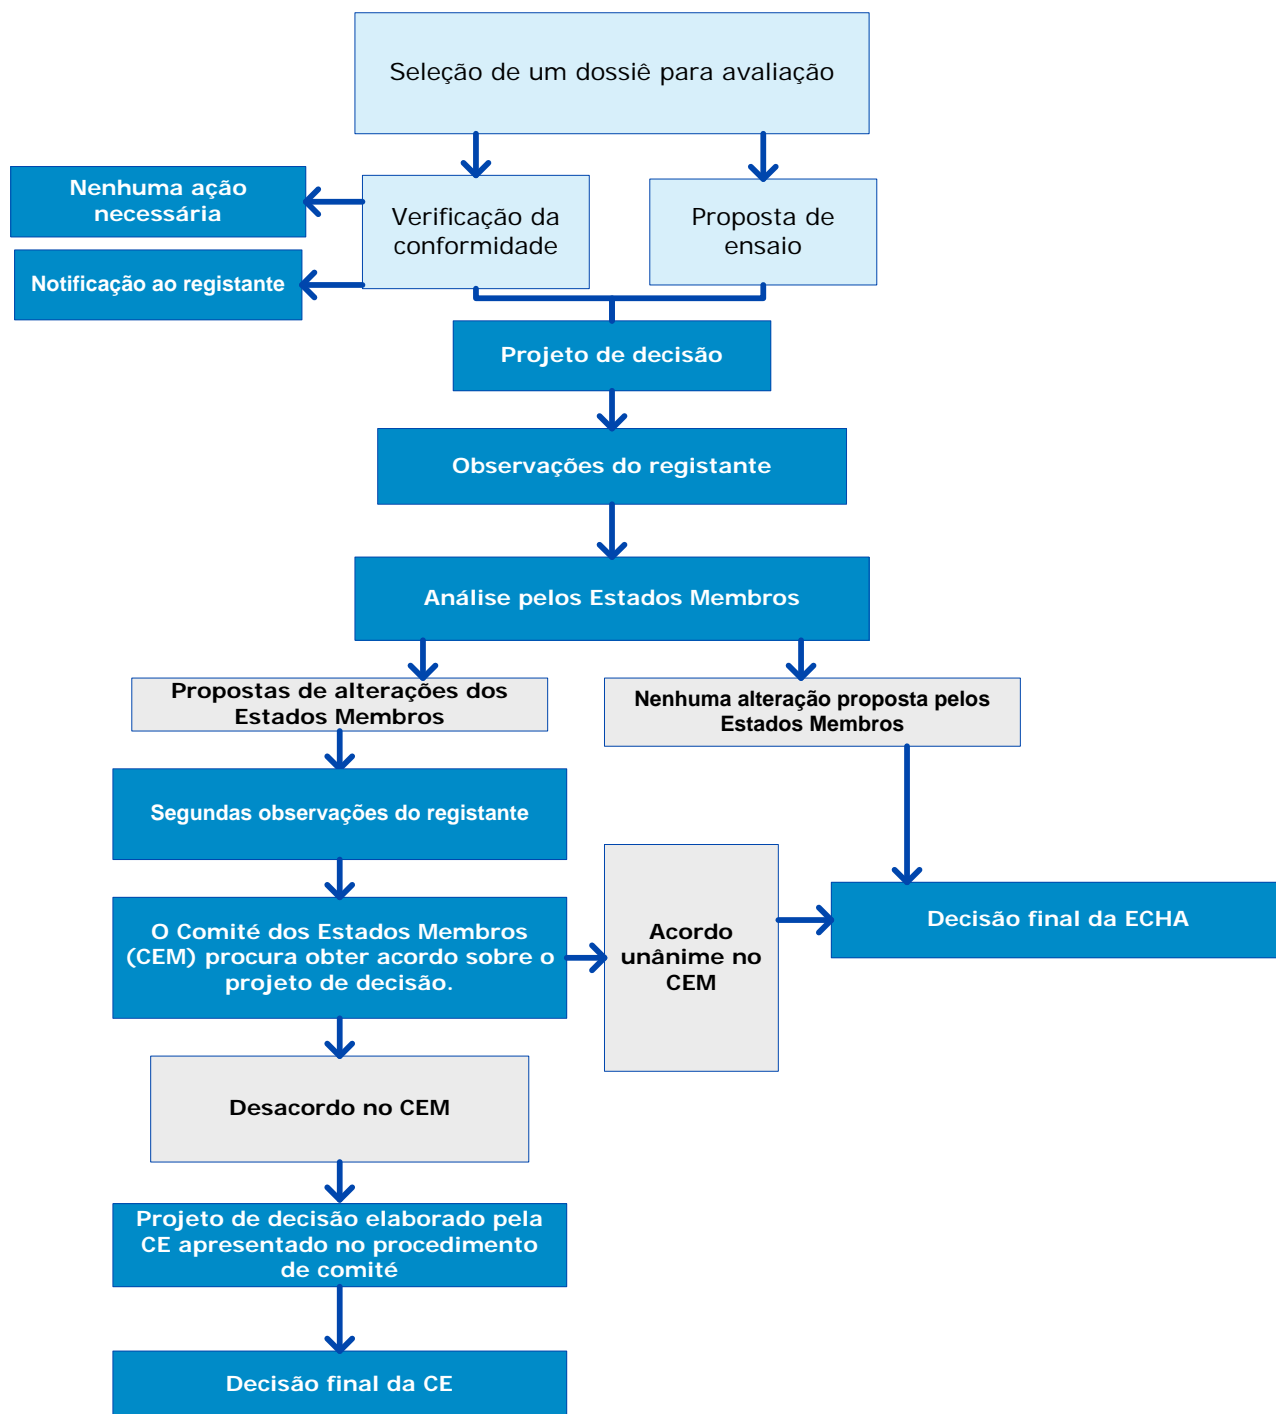 Seleção de um dossiê para avaliação
Nenhuma ação
necessária
Verificação da
conformidade
Proposta de
ensaio
Notificação ao registante
Projeto de decisão
Observações do registante
Análise pelos Estados Membros
Propostas de alterações dos
Estados Membros
Nenhuma alteração proposta pelos
Estados Membros
Segundas observações do registante
O Comité dos Estados Membros
(CEM) procura obter acordo sobre o
projeto de decisão.
Acordo
unânime no
CEM
Decisão final da ECHA
Desacordo no CEM
Projeto de decisão elaborado pela
CE apresentado no procedimento
de comité
Decisão final da CE